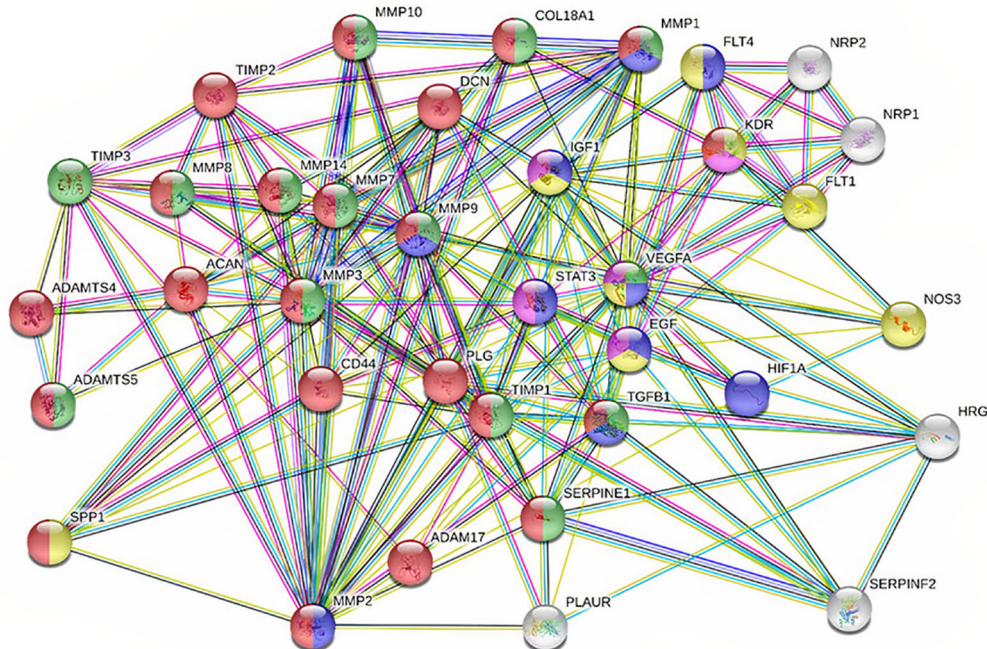 MMP10
COL18A1
MMP1
FLT4
NRP2
TIMP2
DCN
KDR
NRP1
TIMP3
MMP8
MMP14
MMP7
IGF1
FLT1
MMP9
ACAN
MMP3
STAT3
VEGFA
ADAMTS4
NOS3
EGF
CD44
PLG
HIF1A
ADAMTS5
TIMP1
TGFB1
HRG
SPP1
SERPINE1
ADAM17
SERPINF2
MMP2
PLAUR